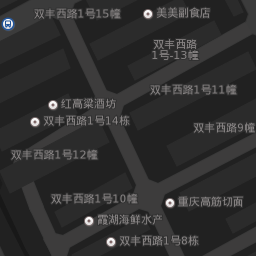 双丰西路1号15幢
美美副食店
双丰西路
1号-13幢
双丰西路1号11幢
红高粱酒坊
双丰西路1号14栋
双丰西路9幢
双丰西路1号12幢
双丰西路1号10幢
重庆高筋切面
霞湖海鲜水产
双丰西路1号8栋